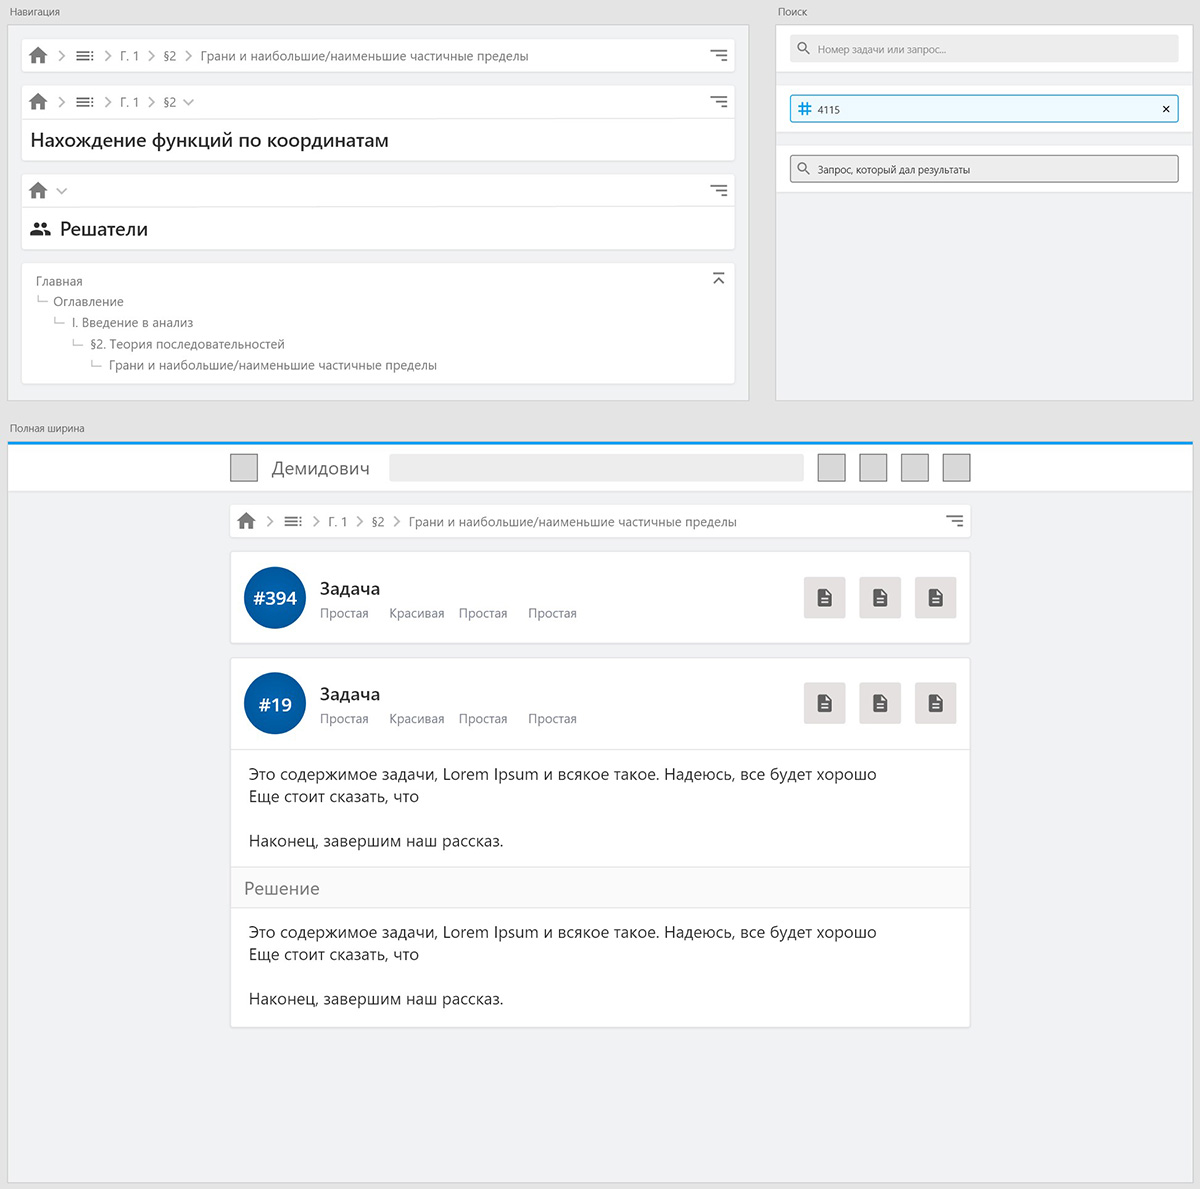 Навигация
Г. 1 §2 Грани и наибольшие/наименьшие частичные пределы
Г. 1 §2
Нахождение функций по координатам
Решатели
Главная
Оглавление
I. Введение в анализ
§2. Теория последовательностей
Грани и наибольшие/наименьшие частичные пределы
Поиск
Номер задачи или запрос...
# 4115 ×
Запрос, который дал результаты
Полная ширина
Демидович
Г. 1 §2 Грани и наибольшие/наименьшие частичные пределы
#394
Задача
Простая Красивая Простая Простая
#19
Задача
Простая Красивая Простая Простая
Это содержимое задачи, Lorem Ipsum и всякое такое. Надеюсь, все будет хорошо
Еще стоит сказать, что
Наконец, завершим наш рассказ.
Решение
Это содержимое задачи, Lorem Ipsum и всякое такое. Надеюсь, все будет хорошо
Еще стоит сказать, что
Наконец, завершим наш рассказ.